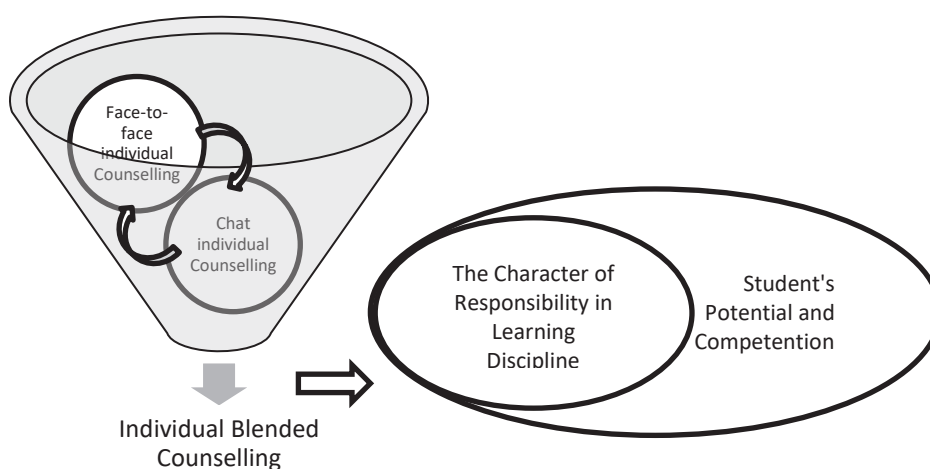 Face-to-
face
individual
Counselling
Chat
individual
Counselling
Individual Blended
Counselling
The Character of
Responsibility in
Learning
Discipline
Student's
Potential and
Competention